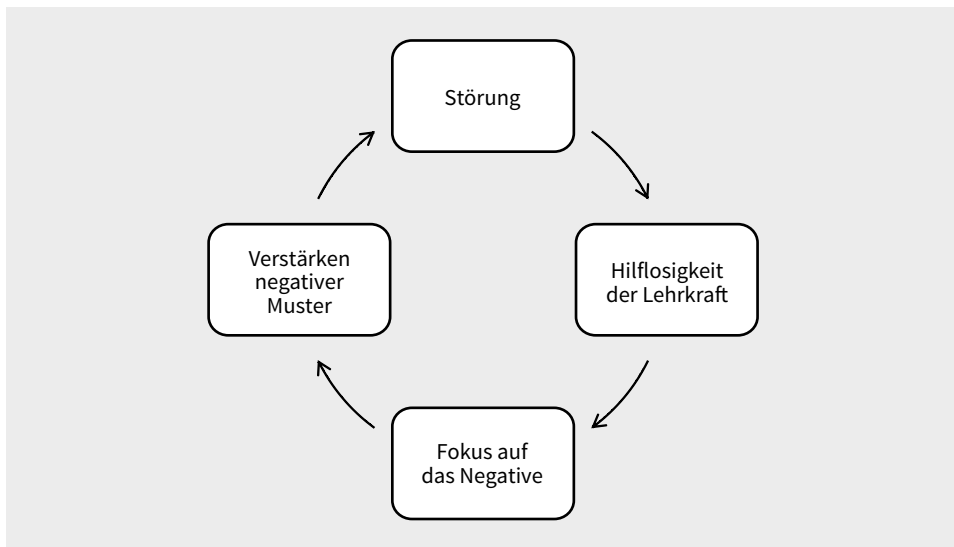 Störung
Hilflosigkeit
der Lehrkraft
Fokus auf
das Negative
Verstärken
negativer
Muster